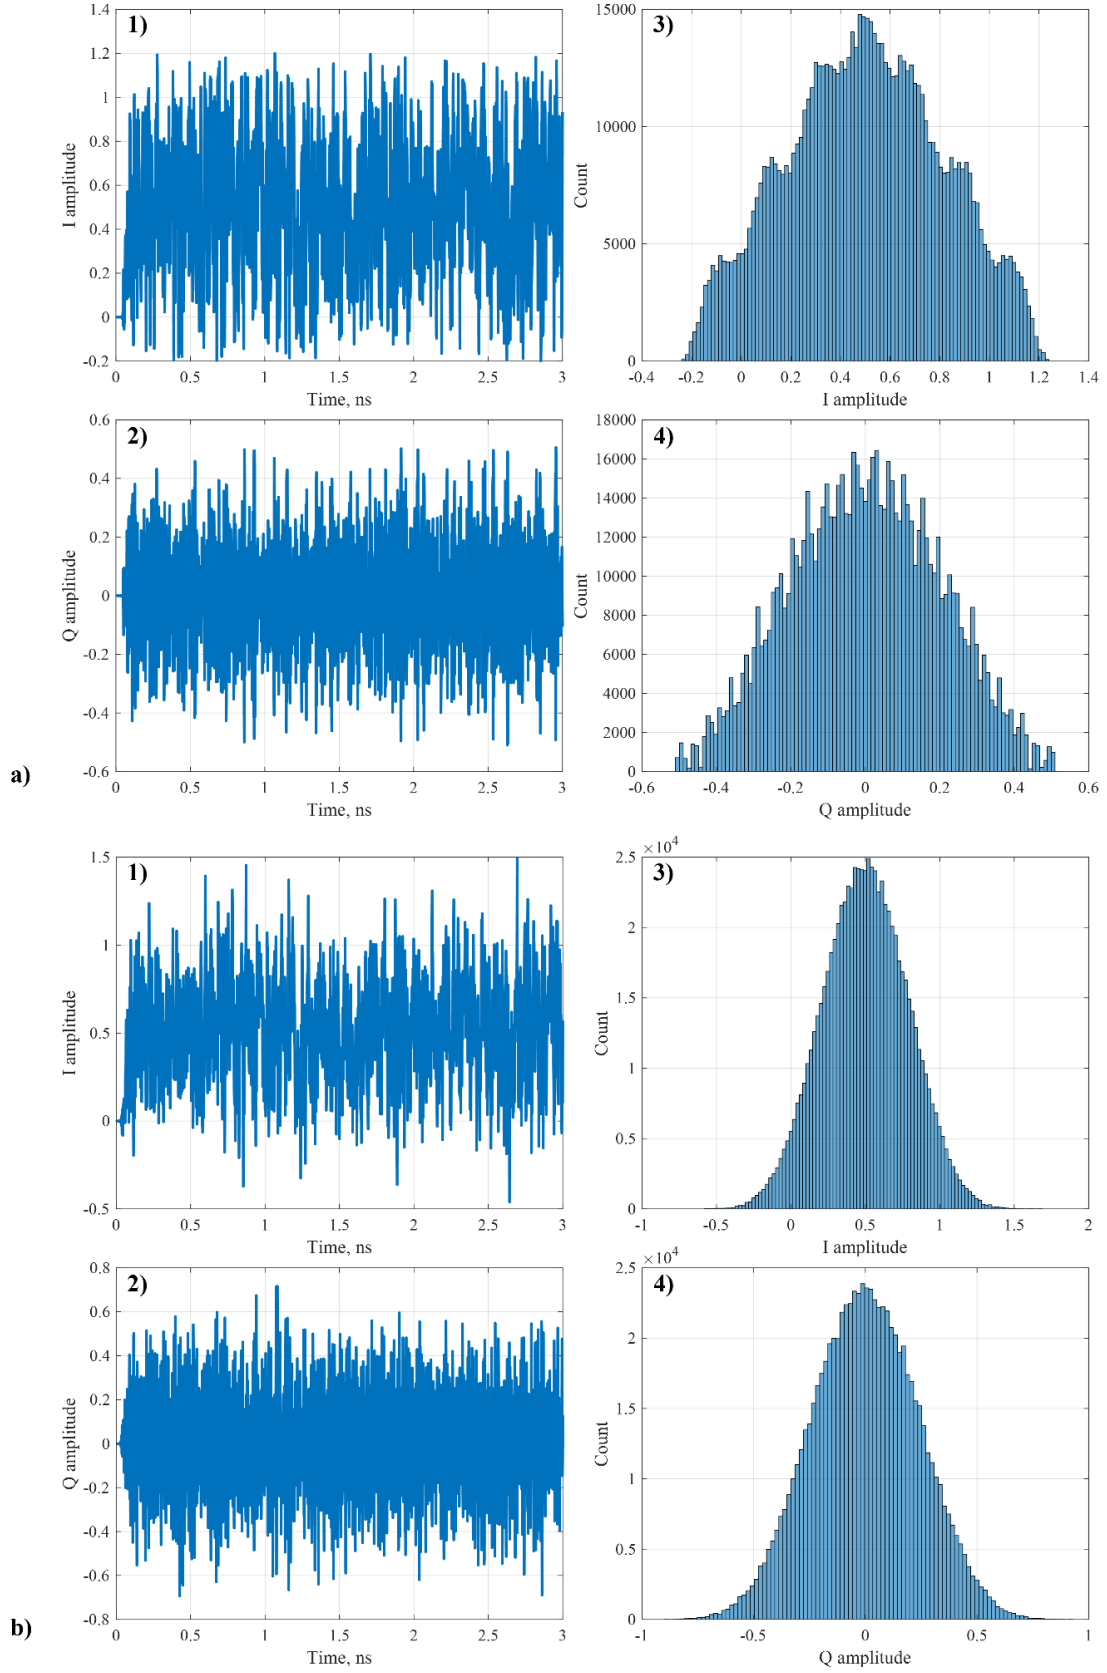 1)
1.4
1.2
1
0.8
0.6
0.4
0.2
0
-0.2
I amplitude
0 0.5 1 1.5 2 2.5 3
Time, ns
3)
15000
10000
5000
0
Count
-0.4 -0.2 0 0.2 0.4 0.6 0.8 1 1.2 1.4
I amplitude
2)
0.6
0.4
0.2
0
-0.2
-0.4
-0.6
Q amplitude
0 0.5 1 1.5 2 2.5 3
Time, ns
4)
18000
16000
14000
12000
10000
8000
6000
4000
2000
0
Count
-0.6 -0.4 -0.2 0 0.2 0.4 0.6
Q amplitude
a)
1)
1.5
1
0.5
0
-0.5
I amplitude
0 0.5 1 1.5 2 2.5 3
Time, ns
3)
×10⁴
2.5
2
1.5
1
0.5
0
Count
-1 -0.5 0 0.5 1 1.5 2
I amplitude
2)
0.8
0.6
0.4
0.2
0
-0.2
-0.4
-0.6
-0.8
Q amplitude
0 0.5 1 1.5 2 2.5 3
Time, ns
4)
×10⁴
2.5
2
1.5
1
0.5
0
Count
-1 -0.5 0 0.5 1
Q amplitude
b)